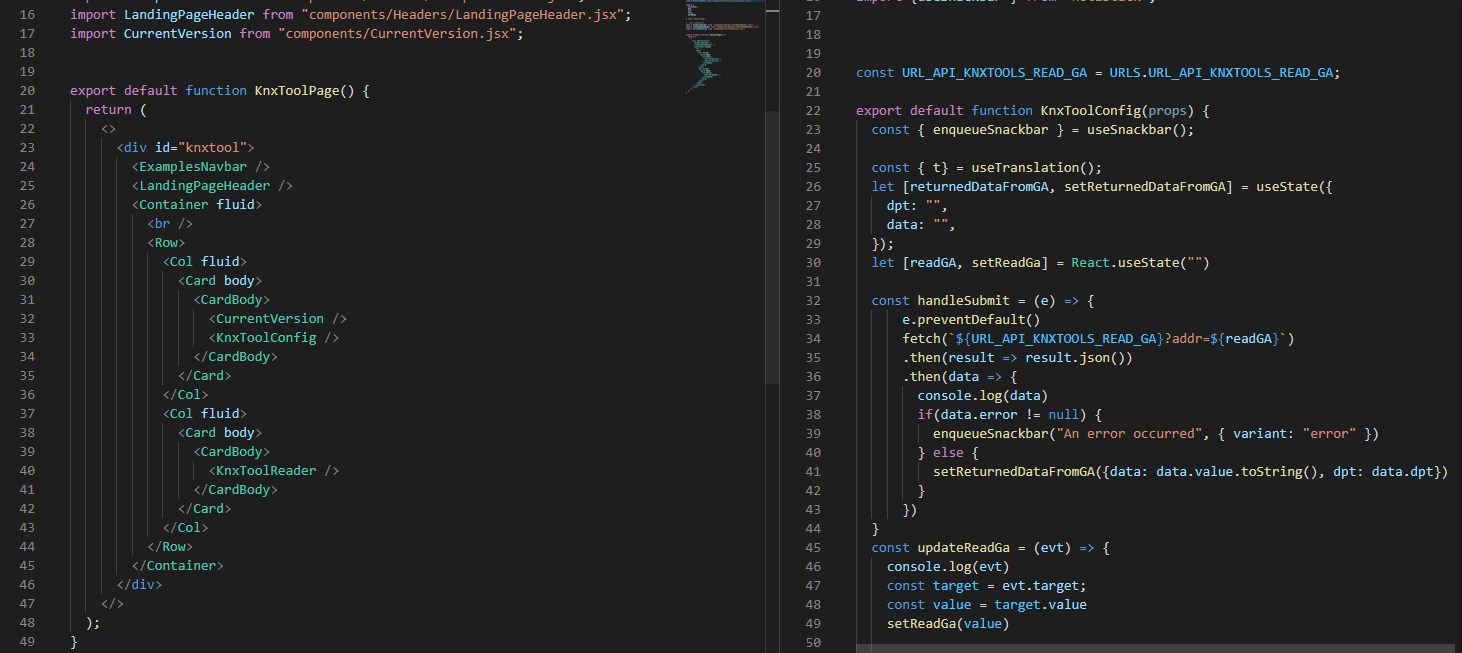 16 import LandingPageHeader from "components/Headers/LandingPageHeader.jsx";
17 import CurrentVersion from "components/CurrentVersion.jsx";
18
19
20 export default function KnxToolPage() {
21 return (
22 <>
23 <div id="knxtool">
24 <ExamplesNavbar />
25 <LandingPageHeader />
26 <Container fluid>
27 <br />
28 <Row>
29 <Col fluid>
30 <Card body>
31 <CardBody>
32 <CurrentVersion />
33 <KnxToolConfig />
34 </CardBody>
35 </Card>
36 </Col>
37 <Col fluid>
38 <Card body>
39 <CardBody>
40 <KnxToolReader />
41 </CardBody>
42 </Card>
43 </Col>
44 </Row>
45 </Container>
46 </div>
47 </>
48 );
49 }
17
18
19
20 const URL_API_KNXTOOLS_READ_GA = URLS.URL_API_KNXTOOLS_READ_GA;
21
22 export default function KnxToolConfig(props) {
23 const { enqueueSnackbar } = useSnackbar();
24
25 const { t} = useTranslation();
26 let [returnedDataFromGA, setReturnedDataFromGA] = useState({
27 dpt: "",
28 data: "",
29 });
30 let [readGA, setReadGa] = React.useState("")
31
32 const handleSubmit = (e) => {
33 e.preventDefault()
34 fetch(`${URL_API_KNXTOOLS_READ_GA}?addr=${readGA}`)
35 .then(result => result.json())
36 .then(data => {
37 console.log(data)
38 if(data.error != null) {
39 enqueueSnackbar("An error occurred", { variant: "error" })
40 } else {
41 setReturnedDataFromGA({data: data.value.toString(), dpt: data.dpt})
42 }
43 })
44 }
45 const updateReadGa = (evt) => {
46 console.log(evt)
47 const target = evt.target;
48 const value = target.value
49 setReadGa(value)
50